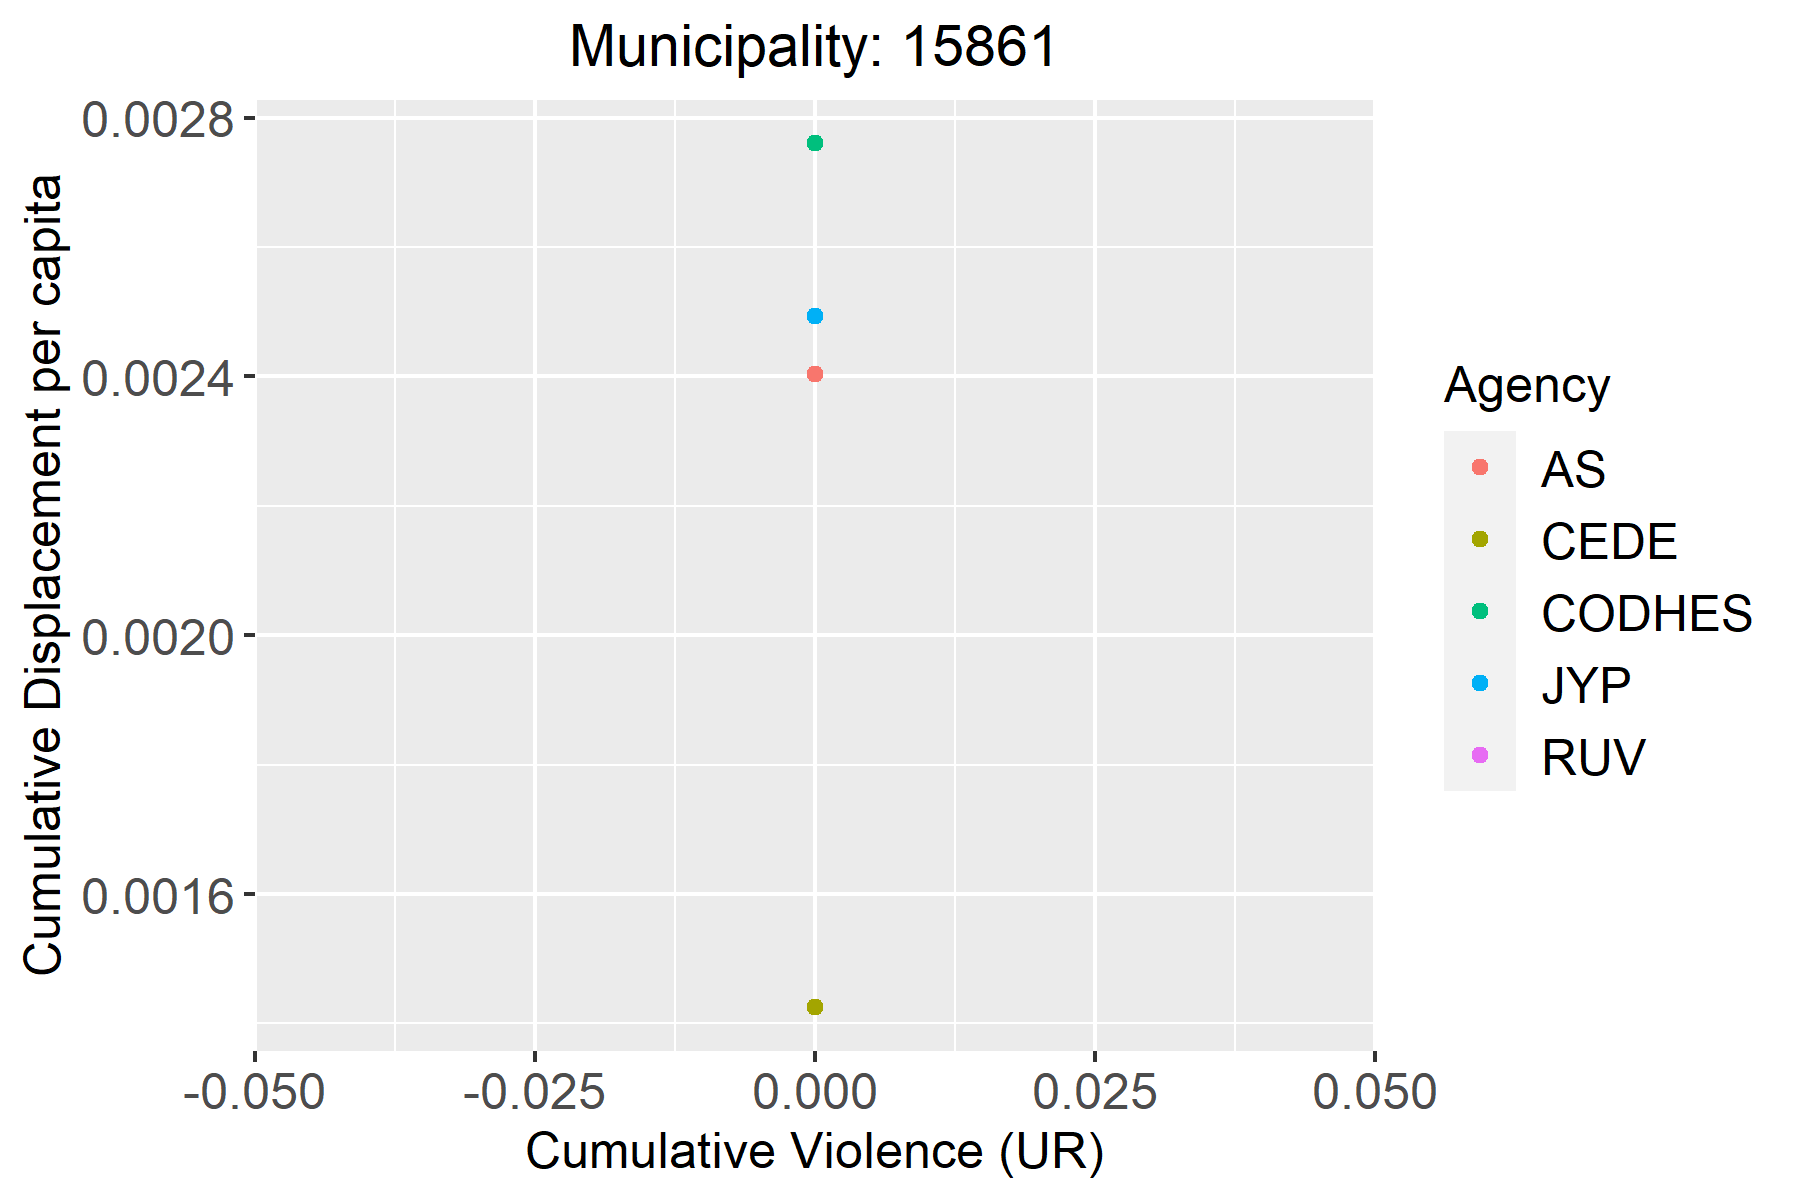 Municipality: 15861
Cumulative Displacement per capita
0.0028
0.0024
0.0020
0.0016
-0.050
-0.025
0.000
0.025
0.050
Cumulative Violence (UR)
Agency
AS
CEDE
CODHES
JYP
RUV